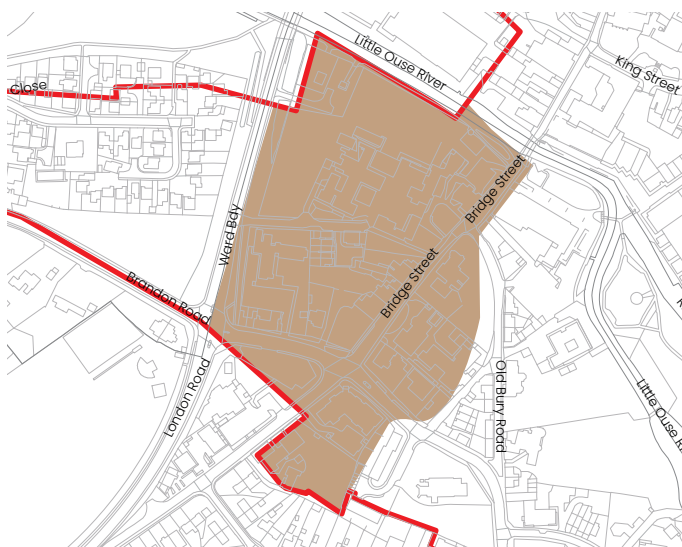 Little Ouse River
King Street
Close
Bridge Street
Ward Bdy
Bridge Street
Brandon Road
London Road
Old Bury Road
Little Ouse Ri